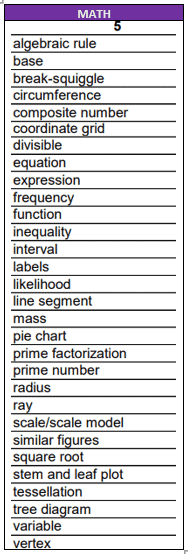 MATH
5
algebraic rule
base
break-squiggle
circumference
composite number
coordinate grid
divisible
equation
expression
frequency
function
inequality
interval
labels
likelihood
line segment
mass
pie chart
prime factorization
prime number
radius
ray
scale/scale model
similar figures
square root
stem and leaf plot
tessellation
tree diagram
variable
vertex